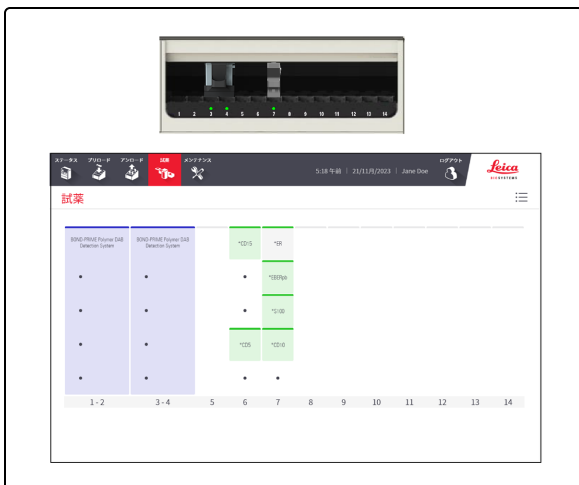 1 2 3 4 5 6 7 8 9 10 11 12 13 14
ステータス プリロード アンロード 試薬 メンテナンス ログアウト
5:18 午前 | 21/11月/2023 | Jane Doe
Leica
BIOSYSTEMS
試薬
BOND-PRIME Polymer DAB Detection System
BOND-PRIME Polymer DAB Detection System
*CD15 *ER
*EBERpb
*S100
*CD5 *CD10
1 - 2 3 - 4 5 6 7 8 9 10 11 12 13 14